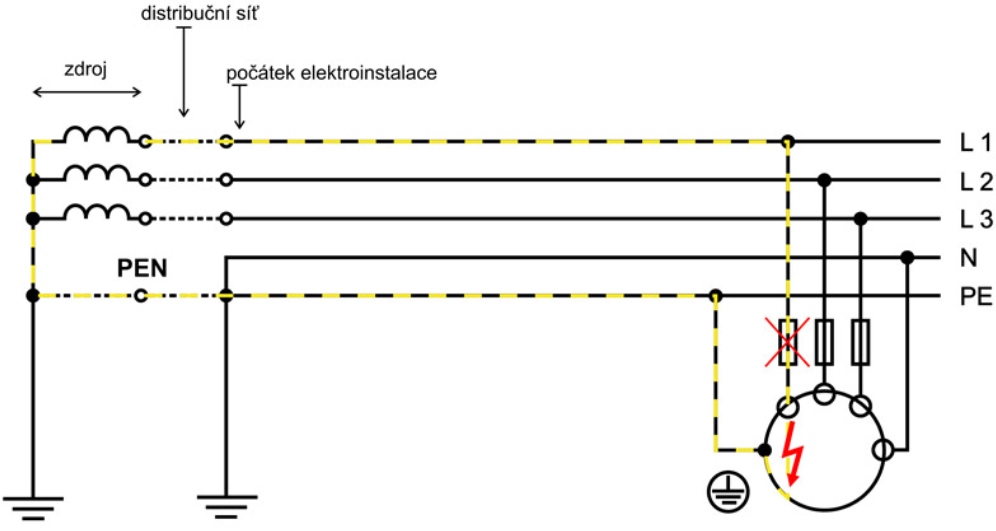 distribuční síť
zdroj
počátek elektroinstalace
L 1
L 2
L 3
PEN
N
PE